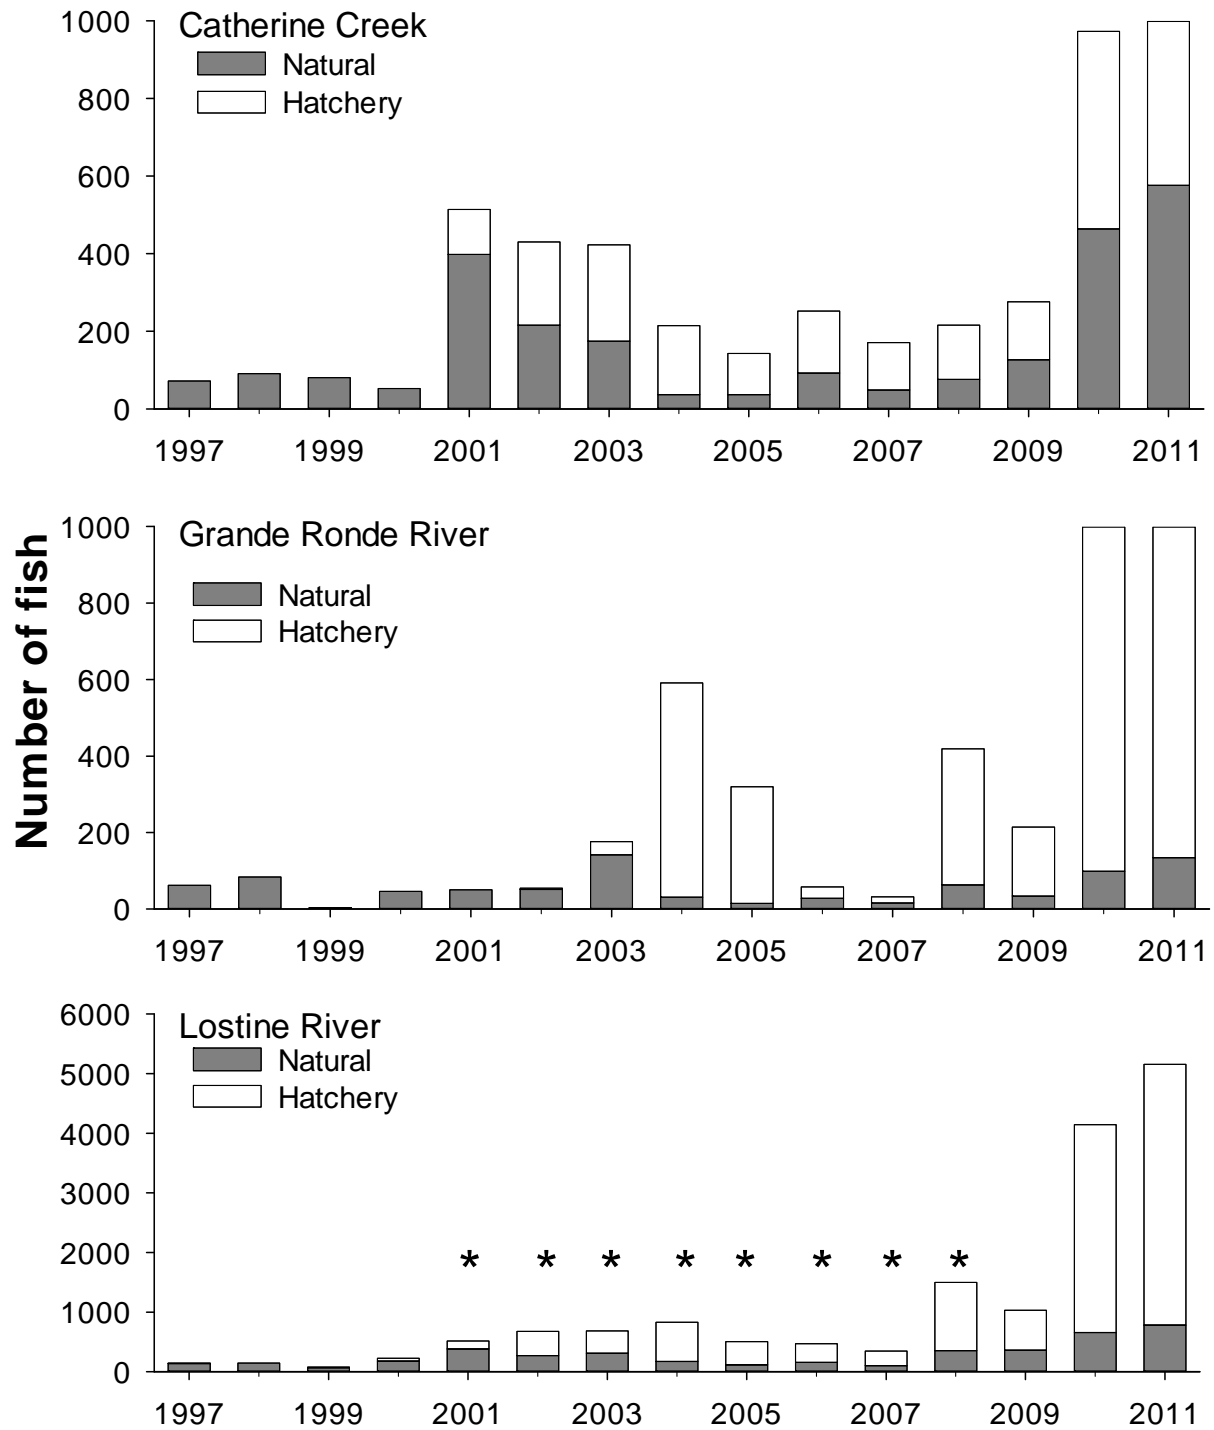 Catherine Creek
Natural
Hatchery
1000
800
600
400
200
0
1997 1999 2001 2003 2005 2007 2009 2011
Number of fish
Grande Ronde River
Natural
Hatchery
1000
800
600
400
200
0
1997 1999 2001 2003 2005 2007 2009 2011
Lostine River
Natural
Hatchery
6000
5000
4000
3000
2000
1000
0
* * * * * * * *
1997 1999 2001 2003 2005 2007 2009 2011